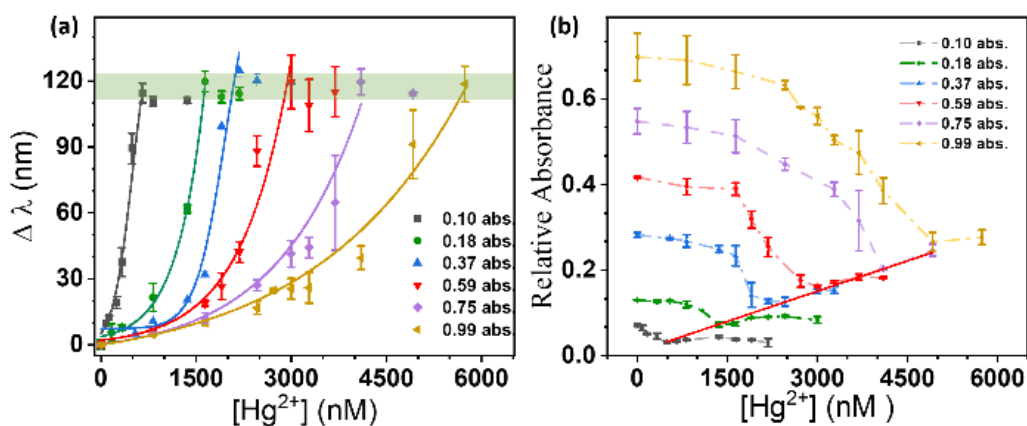 (a)
Δ λ (nm)
120
90
60
30
0
0 1500 3000 4500 6000
[Hg²⁺] (nM)
0.10 abs.
0.18 abs.
0.37 abs.
0.59 abs.
0.75 abs.
0.99 abs.
(b)
Relative Absorbance
0.6
0.4
0.2
0.0
0 1500 3000 4500 6000
[Hg²⁺] (nM )
0.10 abs.
0.18 abs.
0.37 abs.
0.59 abs.
0.75 abs.
0.99 abs.